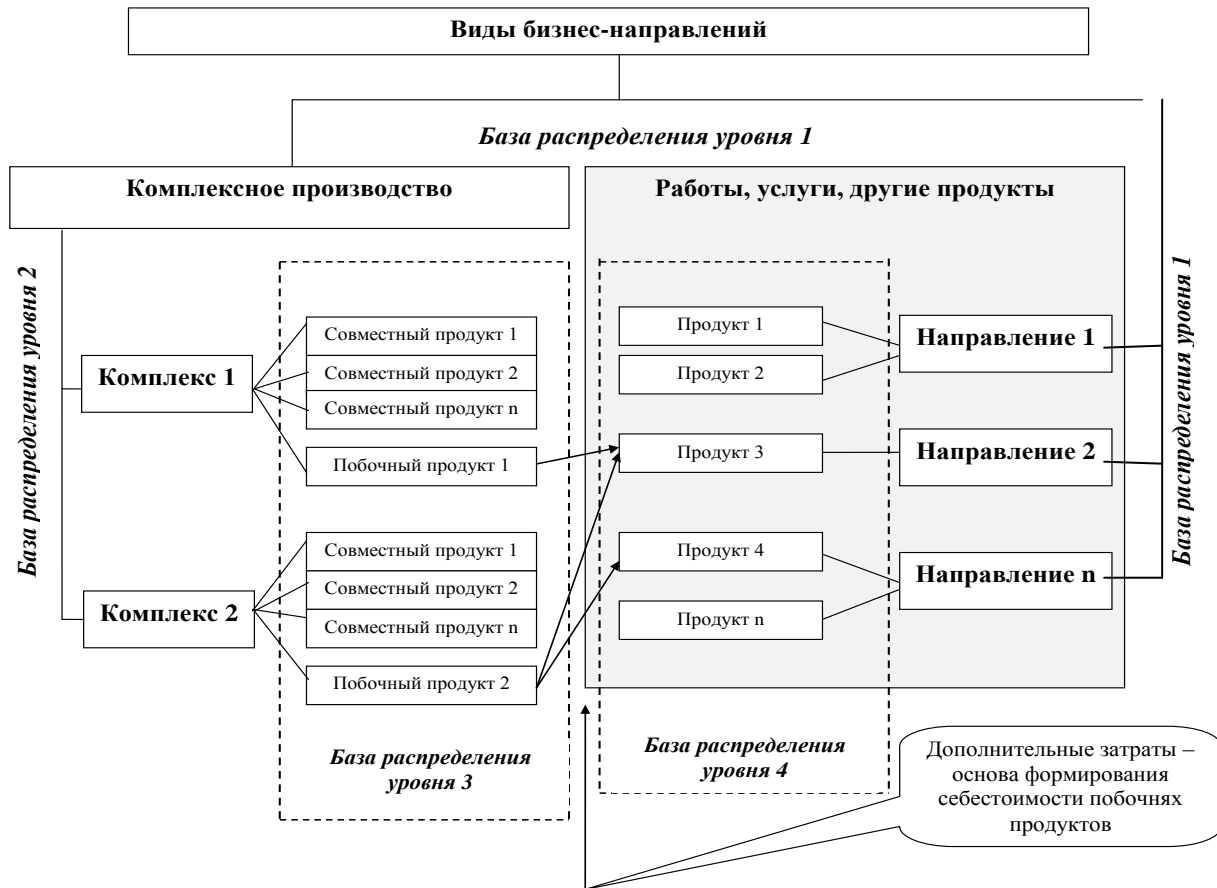 Виды бизнес-направлений
База распределения уровня 1
Комплексное производство
Работы, услуги, другие продукты
База распределения уровня 2
База распределения уровня 1
Совместный продукт 1
Совместный продукт 2
Совместный продукт n
Побочный продукт 1
Комплекс 1
Продукт 1
Продукт 2
Направление 1
Продукт 3
Направление 2
Комплекс 2
Совместный продукт 1
Совместный продукт 2
Совместный продукт n
Побочный продукт 2
Продукт 4
Продукт n
Направление n
База распределения
уровня 3
База распределения
уровня 4
Дополнительные затраты –
основа формирования
себестоимости побочнях
продуктов